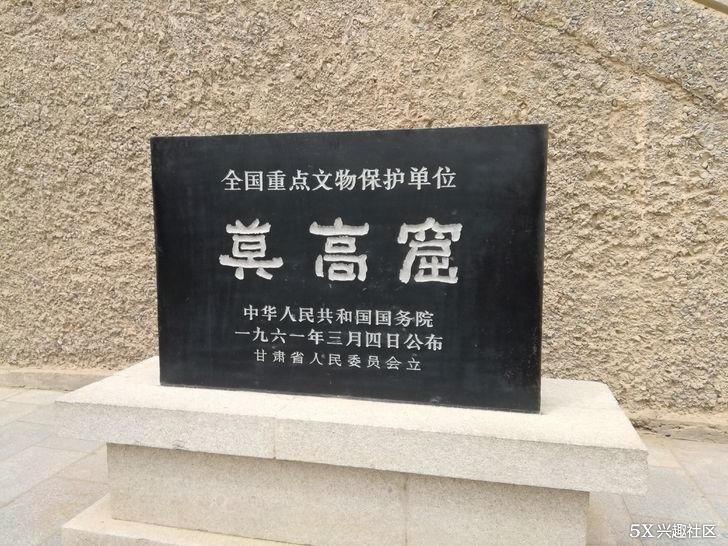 全国重点文物保护单位
莫高窟
中华人民共和国国务院
一九六一年三月四日公布
甘肃省人民委员会立
5X兴趣社区